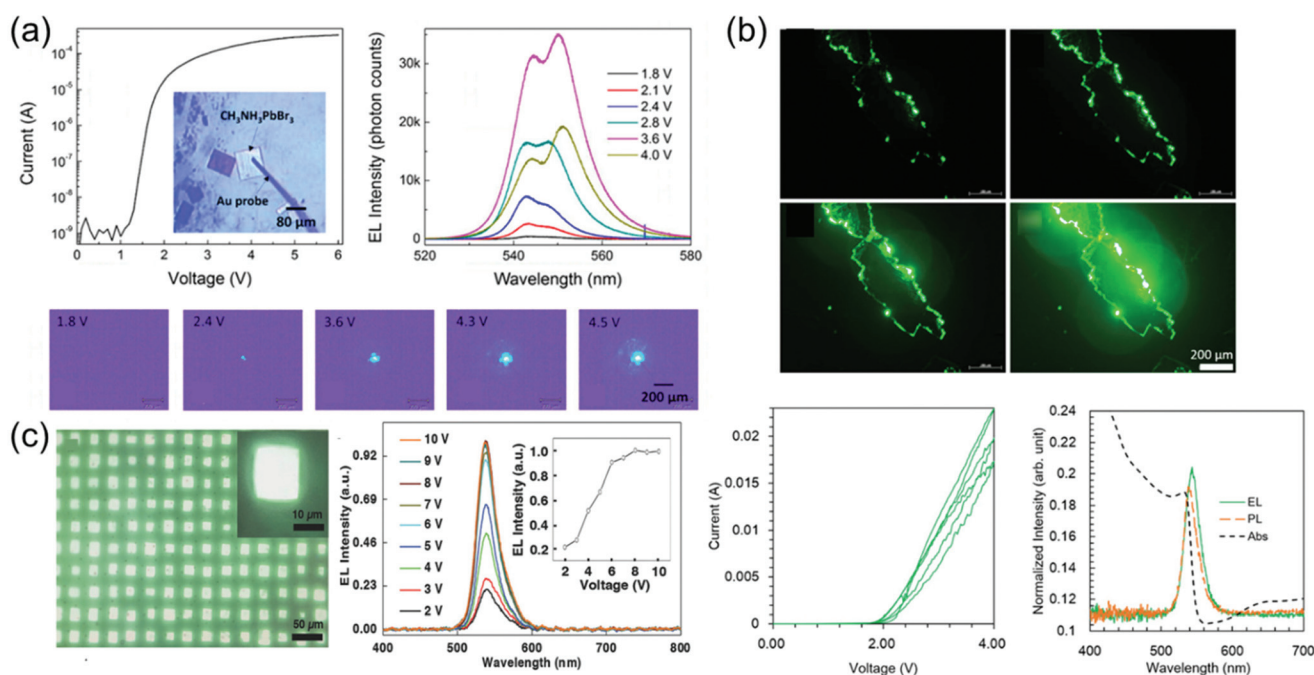 (a)
Current (A)
10⁻⁴
10⁻⁵
10⁻⁶
10⁻⁷
10⁻⁸
10⁻⁹
CH₃NH₃PbBr₃
Au probe
80 μm
0 1 2 3 4 5 6
Voltage (V)
EL Intensity (photon counts)
30k
20k
10k
0
1.8 V
2.1 V
2.4 V
2.8 V
3.6 V
4.0 V
520 540 560 580
Wavelength (nm)
1.8 V
2.4 V
3.6 V
4.3 V
4.5 V
200 μm
(b)
200 μm
Current (A)
0.02
0.015
0.01
0.005
0
0.00 1.00 2.00 3.00 4.00
Voltage (V)
Normalized Intensity (arb. unit)
0.24
0.22
0.2
0.18
0.16
0.14
0.12
0.1
EL
PL
Abs
400 500 600 700
Wavelength (nm)
(c)
10 μm
50 μm
EL Intensity (a.u.)
0.92
0.69
0.46
0.23
0.00
10 V
9 V
8 V
7 V
6 V
5 V
4 V
3 V
2 V
EL Intensity (a.u.)
1.0
0.8
0.6
0.4
0.2
2 4 6 8 10
Voltage (V)
400 500 600 700 800
Wavelength (nm)